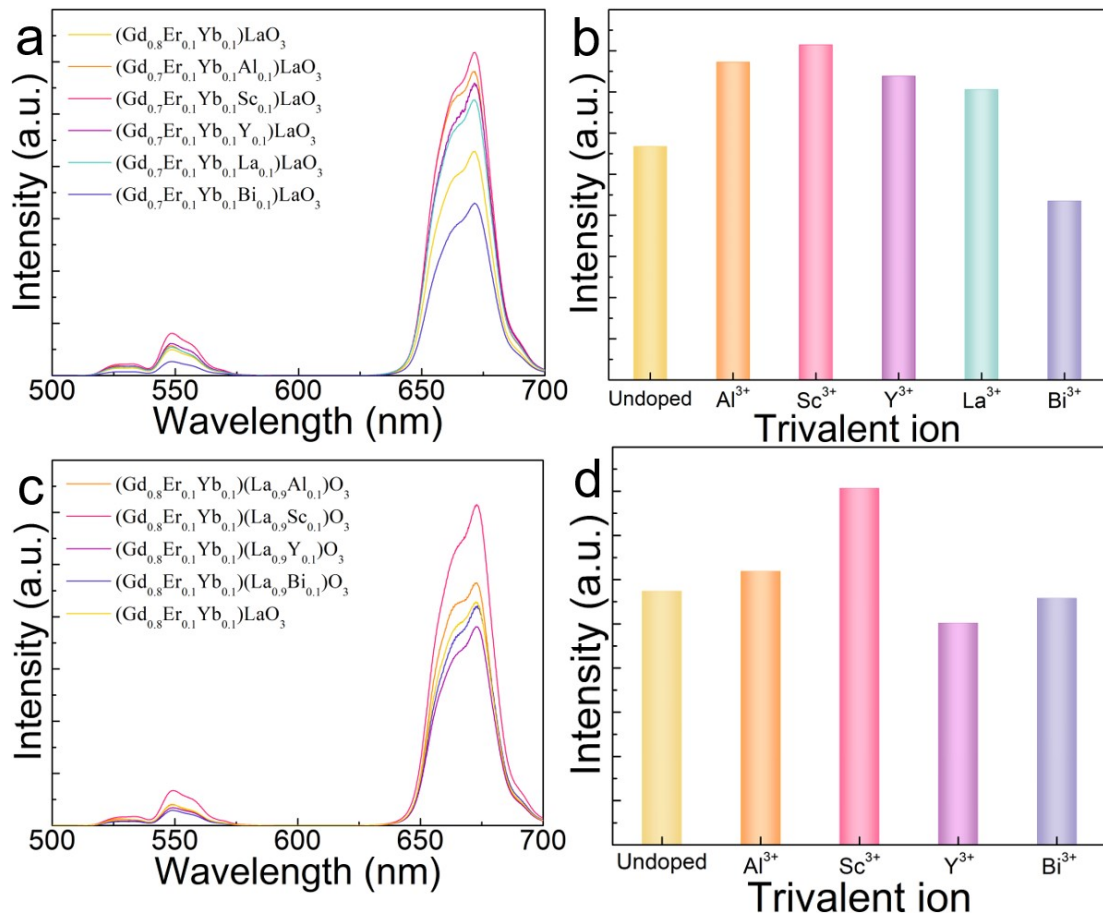 a
(Gd₀.₈Er₀.₁Yb₀.₁)LaO₃
(Gd₀.₇Er₀.₁Yb₀.₁Al₀.₁)LaO₃
(Gd₀.₇Er₀.₁Yb₀.₁Sc₀.₁)LaO₃
(Gd₀.₇Er₀.₁Yb₀.₁Y₀.₁)LaO₃
(Gd₀.₇Er₀.₁Yb₀.₁La₀.₁)LaO₃
(Gd₀.₇Er₀.₁Yb₀.₁Bi₀.₁)LaO₃
Intensity (a.u.)
500 550 600 650 700
Wavelength (nm)
b
Intensity (a.u.)
Undoped Al³⁺ Sc³⁺ Y³⁺ La³⁺ Bi³⁺
Trivalent ion
c
(Gd₀.₈Er₀.₁Yb₀.₁)(La₀.₉Al₀.₁)O₃
(Gd₀.₈Er₀.₁Yb₀.₁)(La₀.₉Sc₀.₁)O₃
(Gd₀.₈Er₀.₁Yb₀.₁)(La₀.₉Y₀.₁)O₃
(Gd₀.₈Er₀.₁Yb₀.₁)(La₀.₉Bi₀.₁)O₃
(Gd₀.₈Er₀.₁Yb₀.₁)LaO₃
Intensity (a.u.)
500 550 600 650 700
Wavelength (nm)
d
Intensity (a.u.)
Undoped Al³⁺ Sc³⁺ Y³⁺ Bi³⁺
Trivalent ion